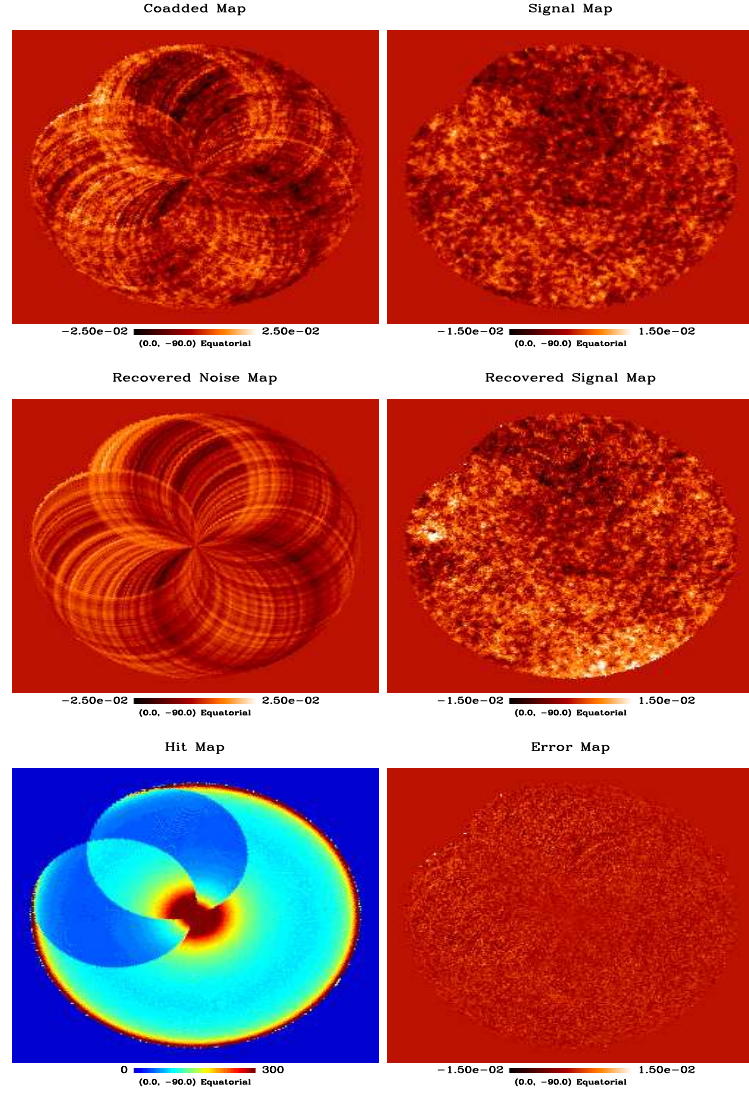 Coadded Map
Signal Map
−2.50e−02 2.50e−02
(0.0, −90.0) Equatorial
−1.50e−02 1.50e−02
(0.0, −90.0) Equatorial
Recovered Noise Map
Recovered Signal Map
−2.50e−02 2.50e−02
(0.0, −90.0) Equatorial
−1.50e−02 1.50e−02
(0.0, −90.0) Equatorial
Hit Map
Error Map
0 300
(0.0, −90.0) Equatorial
−1.50e−02 1.50e−02
(0.0, −90.0) Equatorial